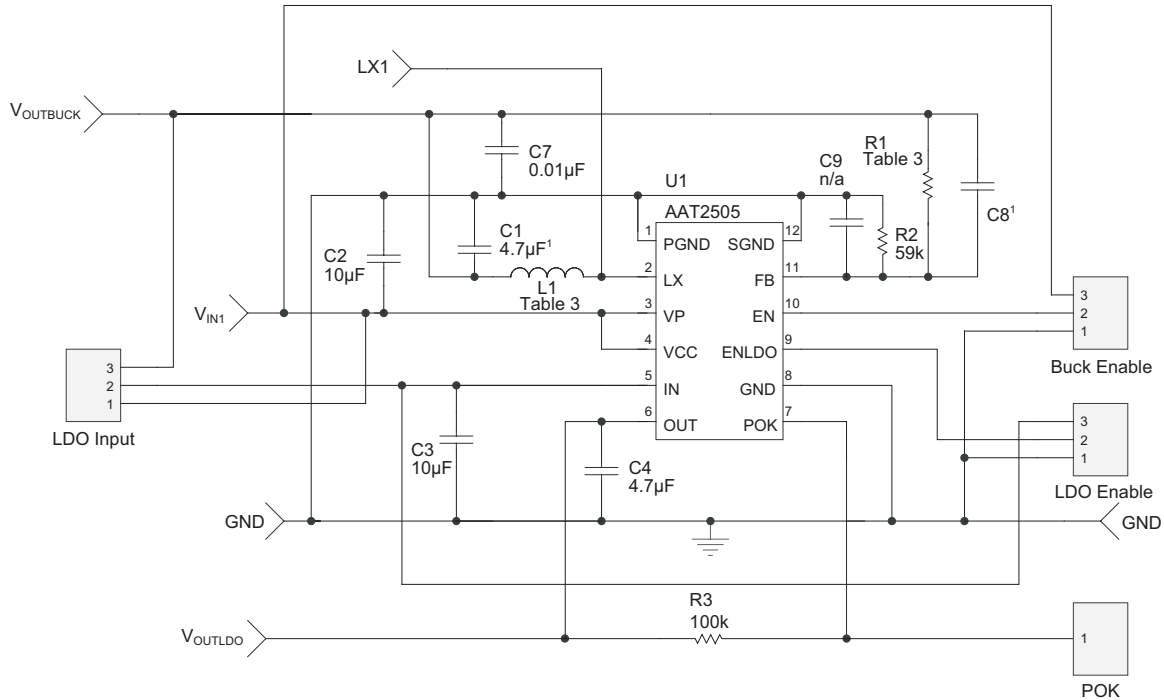 LX1
VOUTBUCK
C7
0.01µF
U1
AAT2505
C9
n/a
R1
Table 3
C8¹
R2
59k
C1
4.7µF¹
C2
10µF
L1
Table 3
1 PGND
2 LX
3 VP
4 VCC
5 IN
6 OUT
SGND 12
FB 11
EN 10
ENLDO 9
GND 8
POK 7
VIN1
3
2
1
Buck Enable
3
2
1
LDO Input
3
2
1
LDO Enable
C3
10µF
C4
4.7µF
GND
GND
R3
100k
VOUTLDO
1
POK